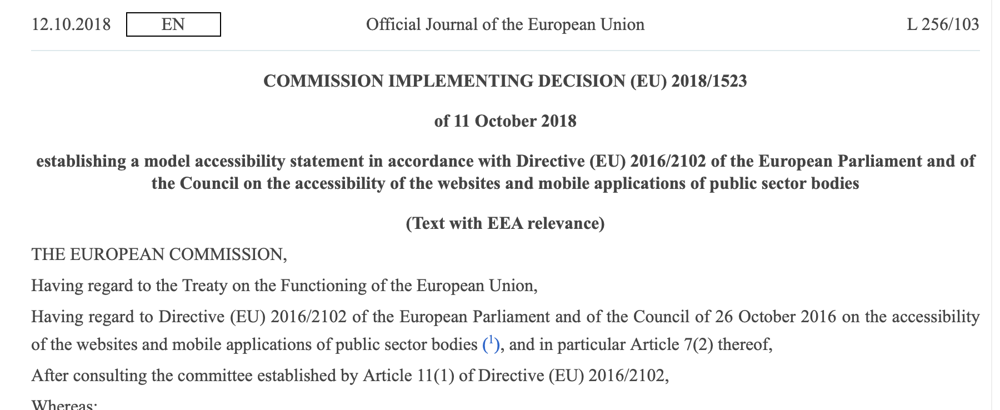 12.10.2018 EN Official Journal of the European Union L 256/103
COMMISSION IMPLEMENTING DECISION (EU) 2018/1523
of 11 October 2018
establishing a model accessibility statement in accordance with Directive (EU) 2016/2102 of the European Parliament and of
the Council on the accessibility of the websites and mobile applications of public sector bodies
(Text with EEA relevance)
THE EUROPEAN COMMISSION,
Having regard to the Treaty on the Functioning of the European Union,
Having regard to Directive (EU) 2016/2102 of the European Parliament and of the Council of 26 October 2016 on the accessibility
of the websites and mobile applications of public sector bodies (¹), and in particular Article 7(2) thereof,
After consulting the committee established by Article 11(1) of Directive (EU) 2016/2102,
Whereas: